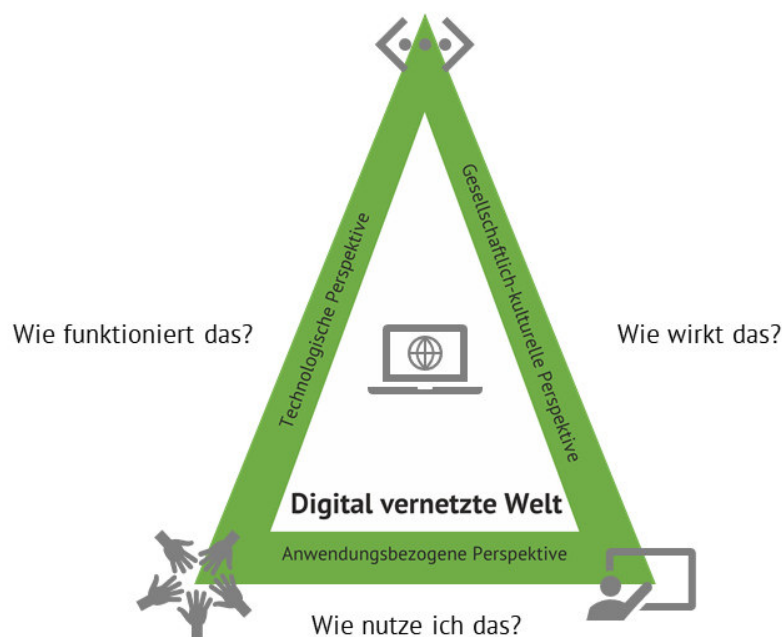 Technologische Perspektive
Gesellschaftlich-kulturelle Perspektive
Wie funktioniert das?
Wie wirkt das?
Digital vernetzte Welt
Anwendungsbezogene Perspektive
Wie nutze ich das?